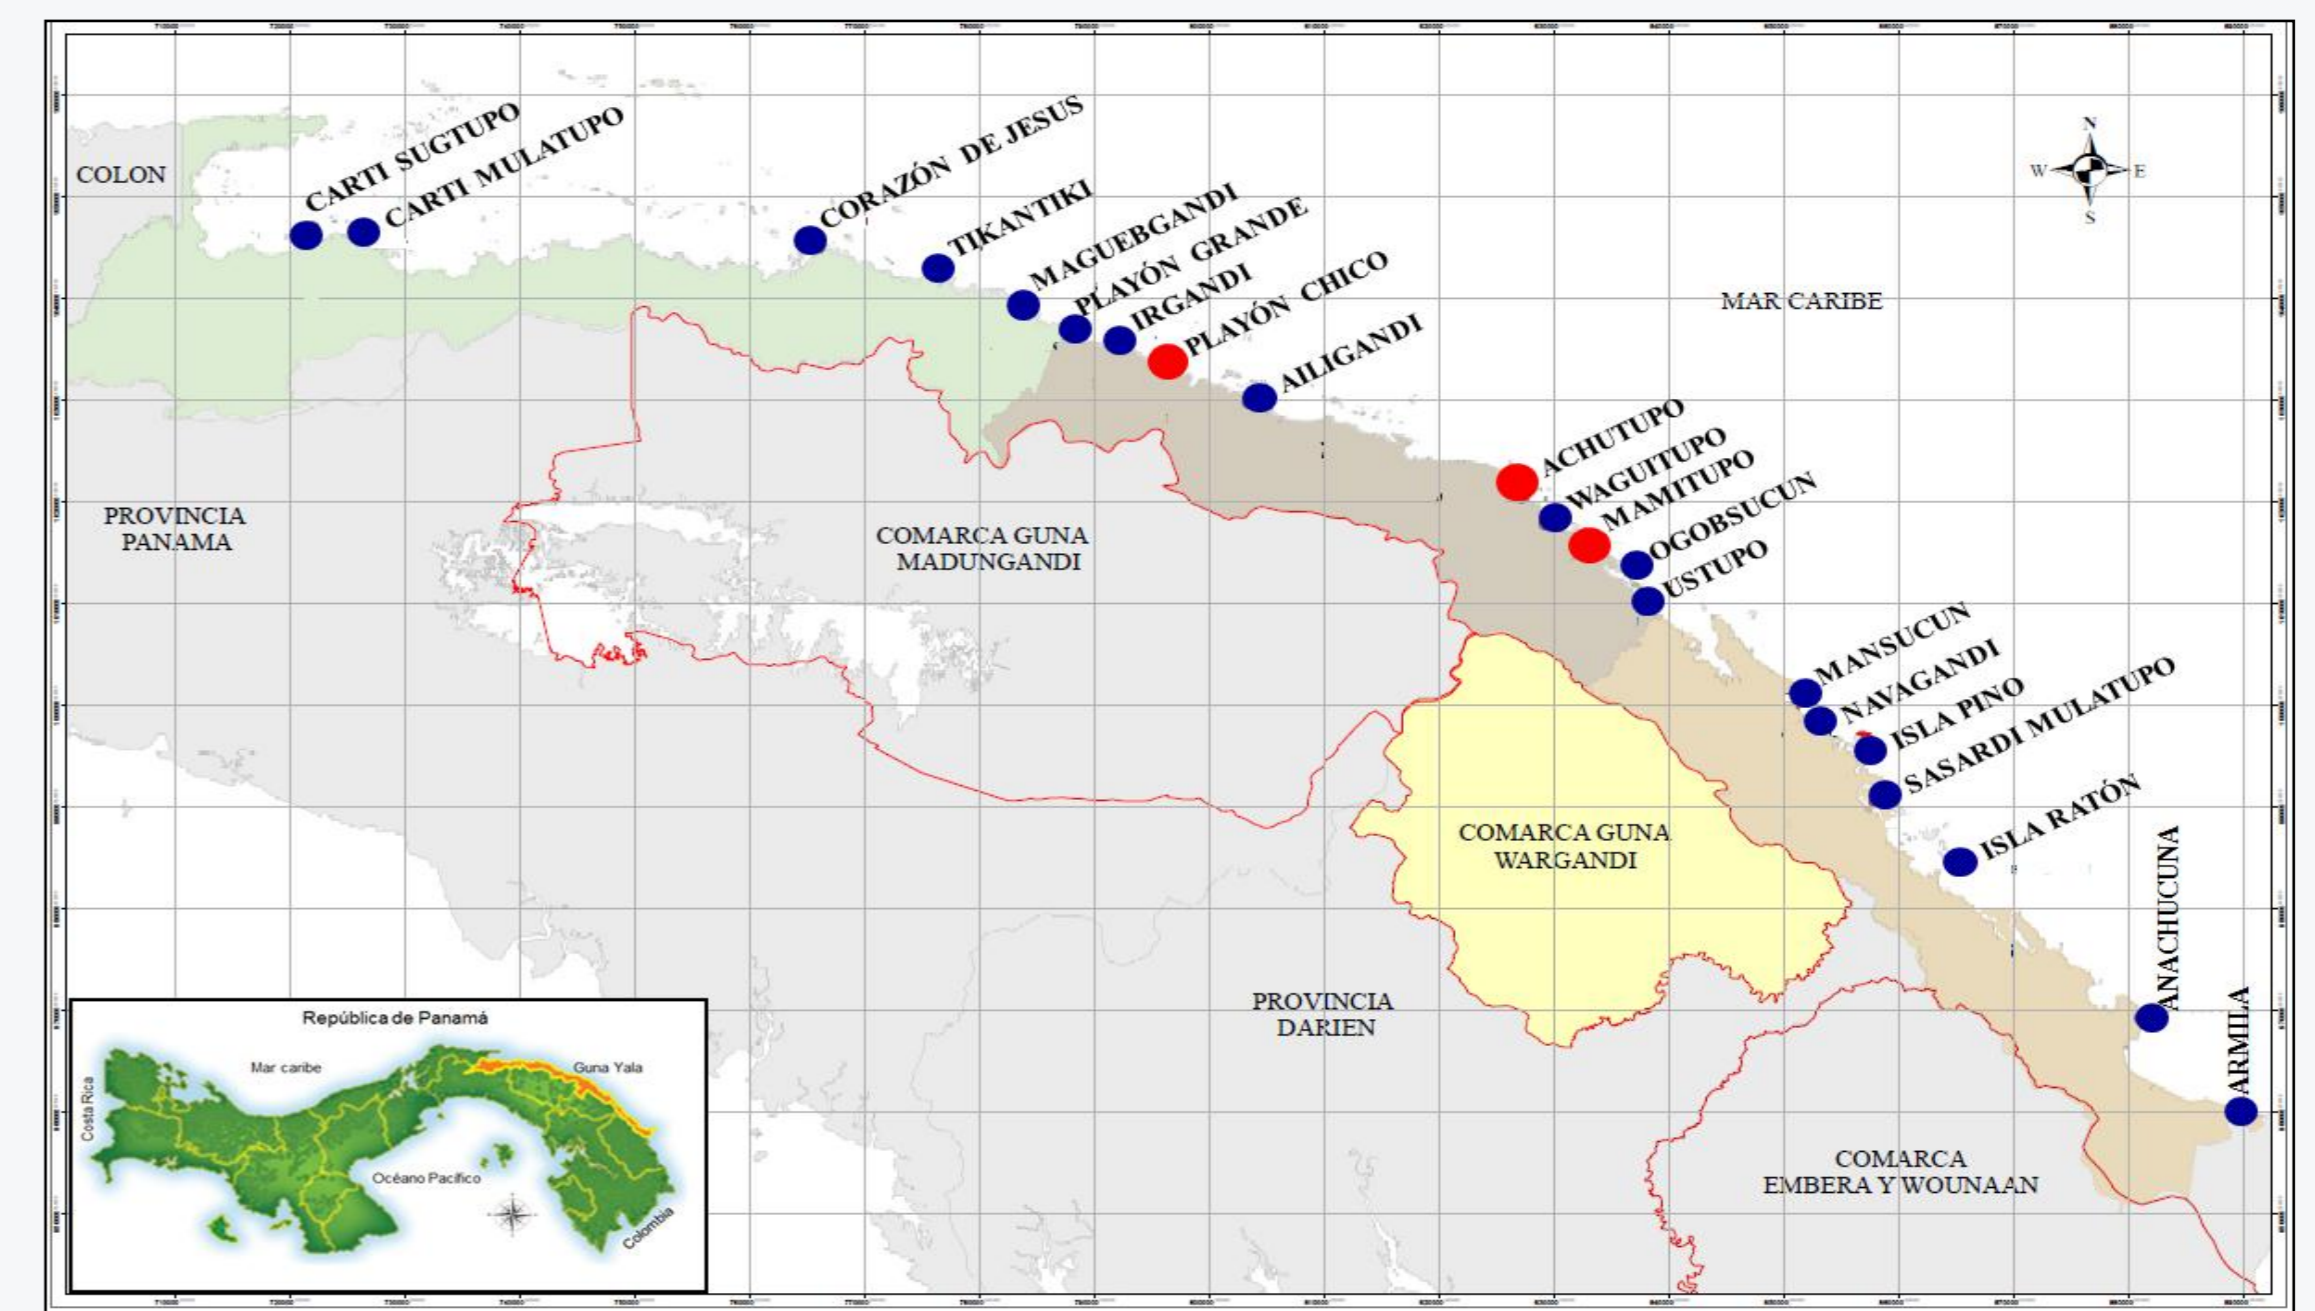 COLON
CARTI SUGTUPO
CARTI MULATUPO
CORAZÓN DE JESUS
TIKANTIKI
MAGUEBGANDI
PLAYÓN GRANDE
IRGANDI
PLAYÓN CHICO
AILIGANDI
N
W
E
S
MAR CARIBE
ACHUTUPO
WAGUITUPO
MAMITUPO
OGOBSUCUN
USTUPO
PROVINCIA
PANAMA
COMARCA GUNA
MADUNGANDI
MANSUCUN
NAVAGANDI
ISLA PINO
SASARDI MULATUPO
ISLA RATÓN
COMARCA GUNA
WARGANDI
ANACHUCUNA
ARMILA
PROVINCIA
DARIEN
COMARCA
EMBERA Y WOUNAAN
República de Panamá
Mar caribe
Guna Yala
Costa Rica
Océano Pacífico
Colombia